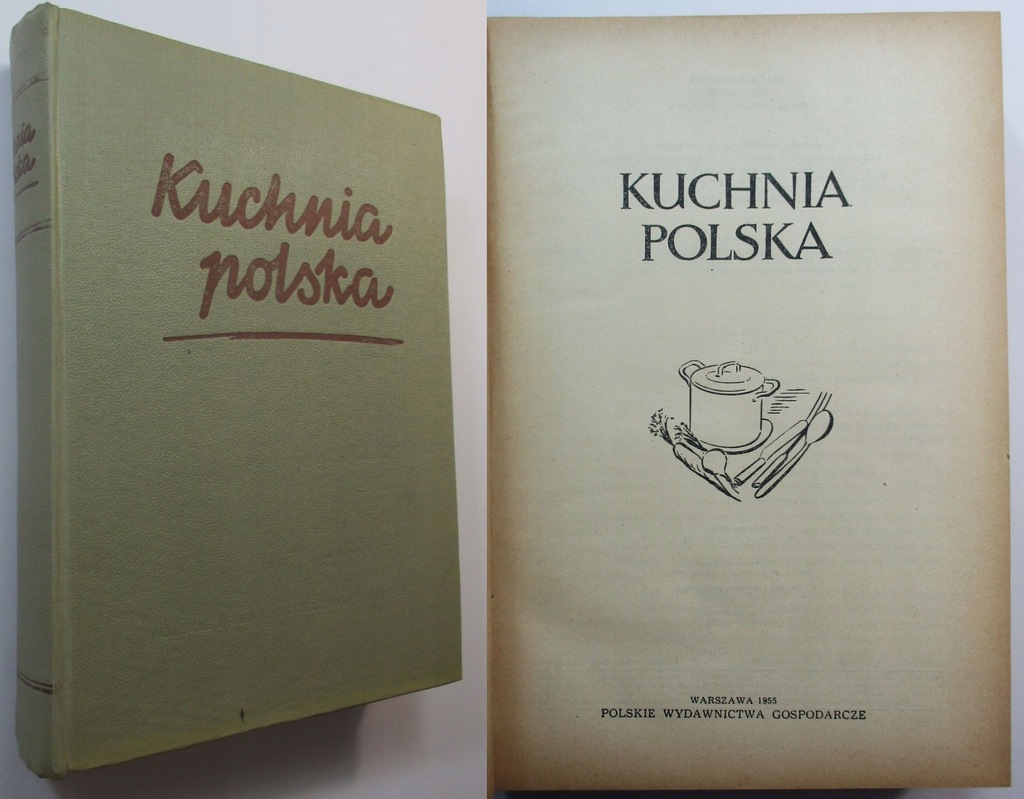 Kuchnia
polska
KUCHNIA
POLSKA
WARSZAWA 1955
POLSKIE WYDAWNICTWA GOSPODARCZE